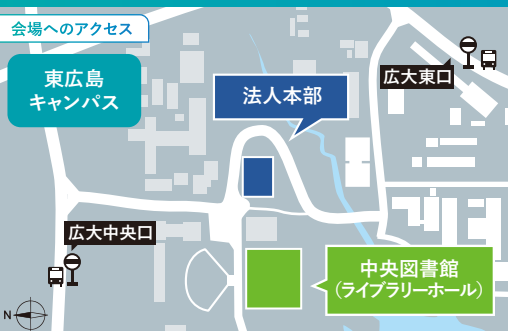 会場へのアクセス
東広島
キャンパス
法人本部
広大東口
広大中央口
中央図書館
（ライブラリーホール）
N